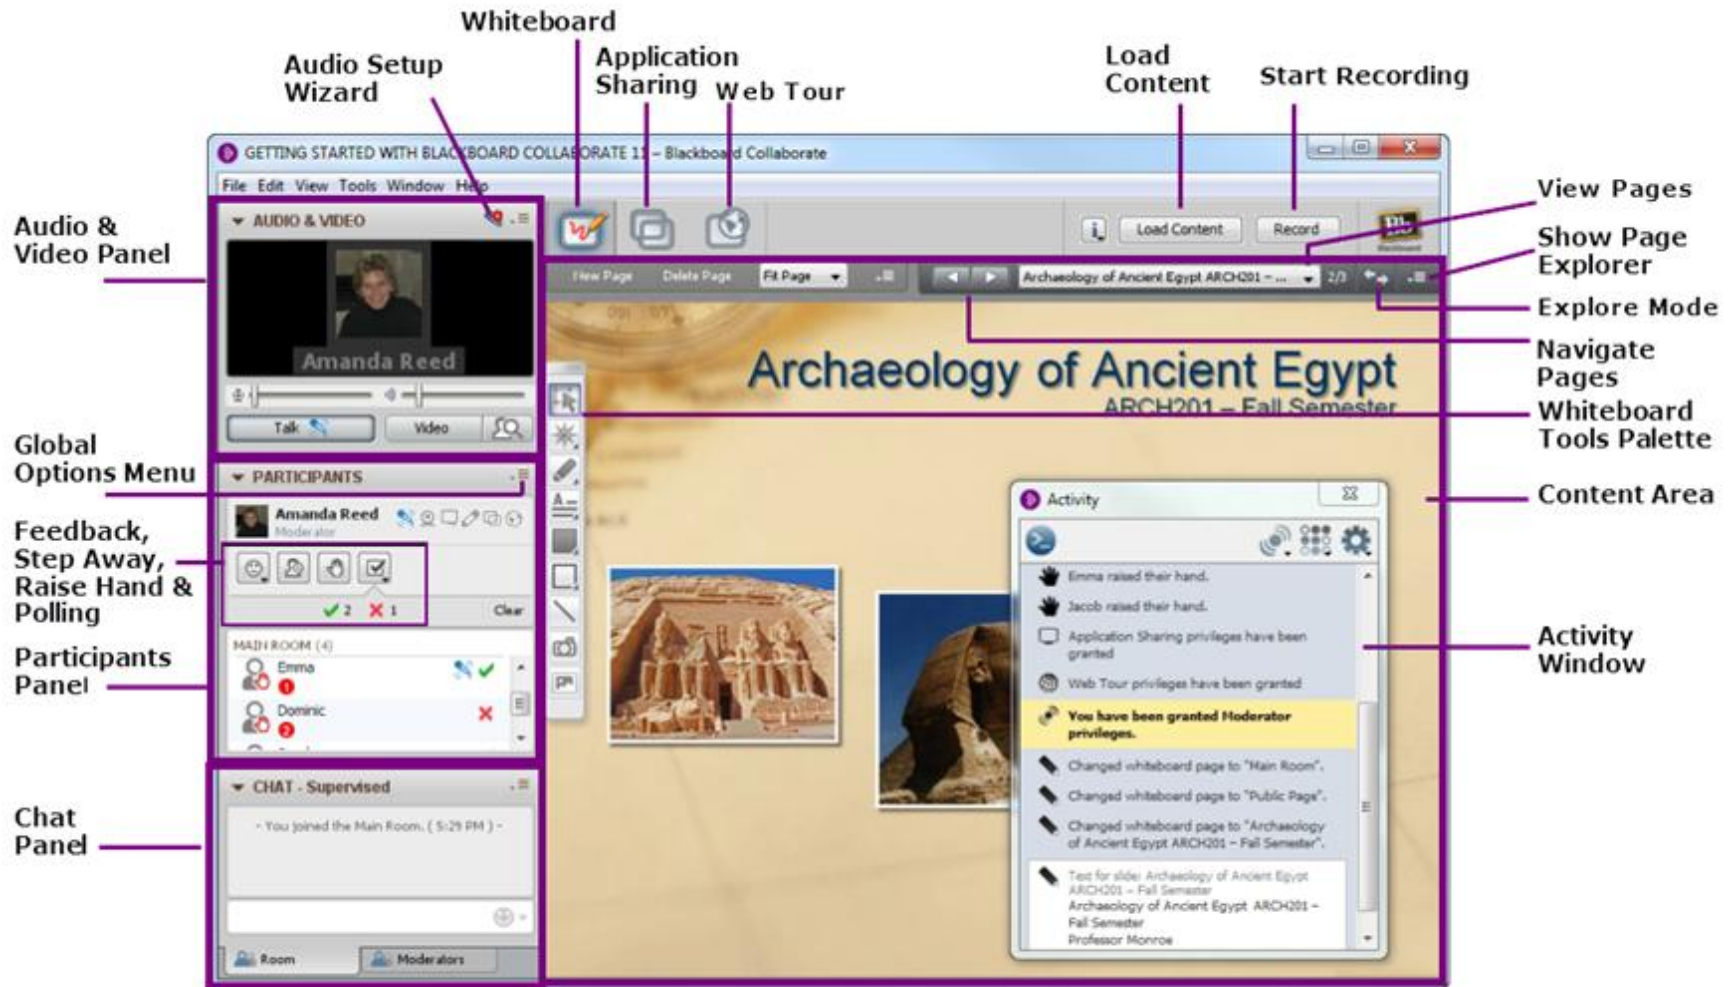 Whiteboard
Audio Setup
Wizard
Application
Sharing
Web Tour
Load
Content
Start Recording
GETTING STARTED WITH BLACKBOARD COLLABORATE 11 – Blackboard Collaborate
File Edit View Tools Window Help
AUDIO & VIDEO
Amanda Reed
Talk
Video
PARTICIPANTS
Amanda Reed
Moderator
2
1
Clear
MAIN ROOM (4)
Emma
1
Dominic
2
CHAT - Supervised
- You joined the Main Room. ( 5:29 PM ) -
Room
Moderators
Audio &
Video Panel
Global
Options Menu
Feedback,
Step Away,
Raise Hand &
Polling
Participants
Panel
Chat
Panel
Load Content
Record
New Page
Delete Page
Fit Page
Archaeology of Ancient Egypt ARCH201 – ...
2/3
Archaeology of Ancient Egypt
ARCH201 – Fall Semester
Activity
Emma raised their hand.
Jacob raised their hand.
Application Sharing privileges have been
granted
Web Tour privileges have been granted
You have been granted Moderator
privileges.
Changed whiteboard page to "Main Room".
Changed whiteboard page to "Public Page".
Changed whiteboard page to "Archaeology
of Ancient Egypt ARCH201 – Fall Semester".
Text for slide: Archaeology of Ancient Egypt
ARCH201 – Fall Semester
Archaeology of Ancient Egypt ARCH201 –
Fall Semester
Professor Monroe
View Pages
Show Page
Explorer
Explore Mode
Navigate
Pages
Whiteboard
Tools Palette
Content Area
Activity
Window